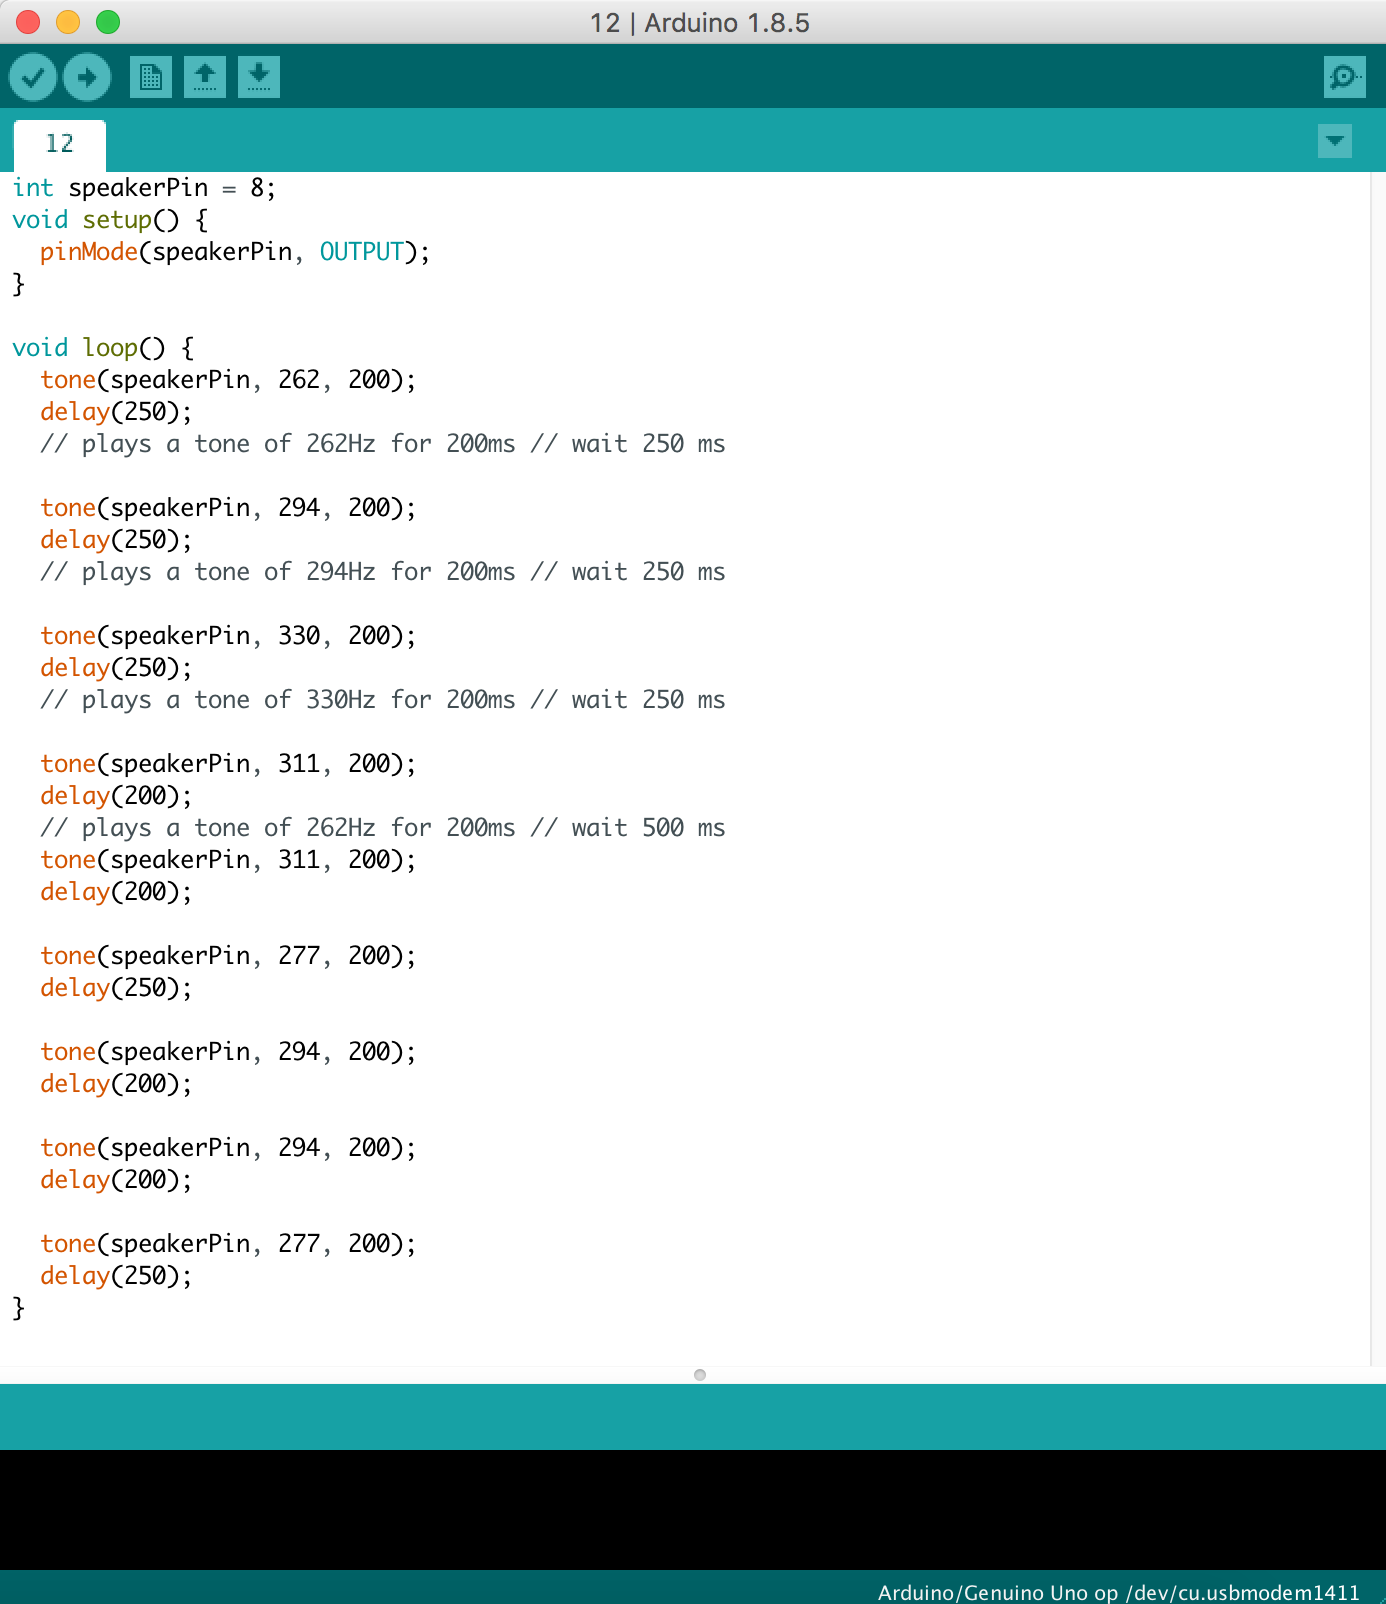 12 | Arduino 1.8.5
12
int speakerPin = 8;
void setup() {
  pinMode(speakerPin, OUTPUT);
}
void loop() {
  tone(speakerPin, 262, 200);
  delay(250);
  // plays a tone of 262Hz for 200ms // wait 250 ms
  tone(speakerPin, 294, 200);
  delay(250);
  // plays a tone of 294Hz for 200ms // wait 250 ms
  tone(speakerPin, 330, 200);
  delay(250);
  // plays a tone of 330Hz for 200ms // wait 250 ms
  tone(speakerPin, 311, 200);
  delay(200);
  // plays a tone of 262Hz for 200ms // wait 500 ms
  tone(speakerPin, 311, 200);
  delay(200);
  tone(speakerPin, 277, 200);
  delay(250);
  tone(speakerPin, 294, 200);
  delay(200);
  tone(speakerPin, 294, 200);
  delay(200);
  tone(speakerPin, 277, 200);
  delay(250);
}
Arduino/Genuino Uno op /dev/cu.usbmodem1411